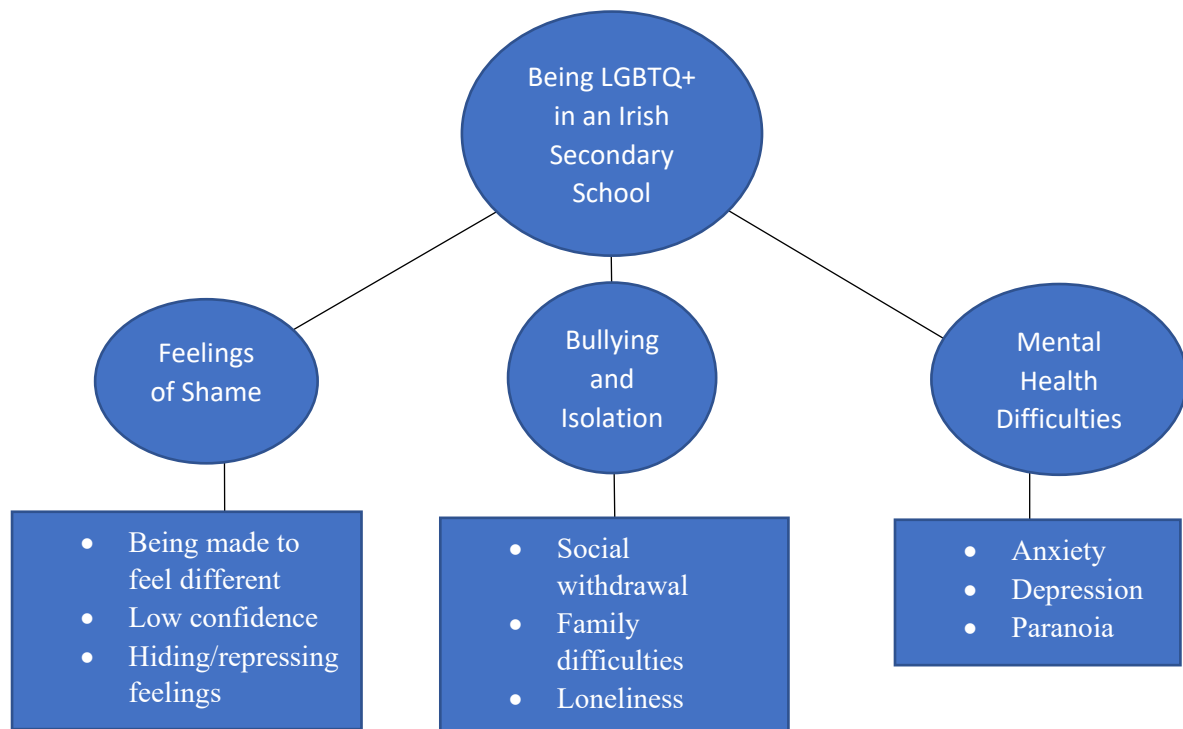 Being LGBTQ+
in an Irish
Secondary
School
Feelings
of Shame
Bullying
and
Isolation
Mental
Health
Difficulties
• Being made to
feel different
• Low confidence
• Hiding/repressing
feelings
• Social
withdrawal
• Family
difficulties
• Loneliness
• Anxiety
• Depression
• Paranoia